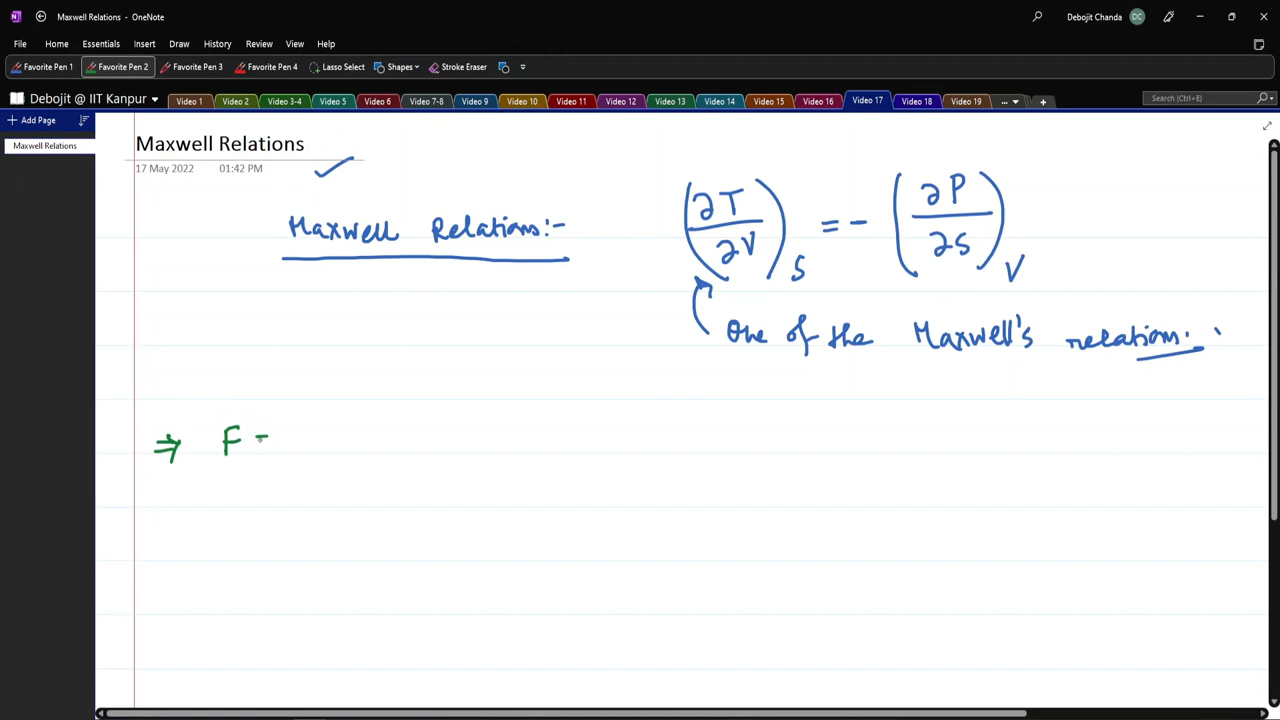 Maxwell Relations - OneNote
Debojit Chanda DC
File Home Essentials Insert Draw History Review View Help
Favorite Pen 1 Favorite Pen 2 Favorite Pen 3 Favorite Pen 4 Lasso Select Shapes Stroke Eraser
Debojit @ IIT Kanpur Video 1 Video 2 Video 3-4 Video 5 Video 6 Video 7-8 Video 9 Video 10 Video 11 Video 12 Video 13 Video 14 Video 15 Video 16 Video 17 Video 18 Video 19 ... Search (Ctrl+E)
Add Page
Maxwell Relations
Maxwell Relations
17 May 2022 01:42 PM
Maxwell Relations:-
(∂T/∂V)_S = - (∂P/∂S)_V
One of the Maxwell's relation.
⇒ F -